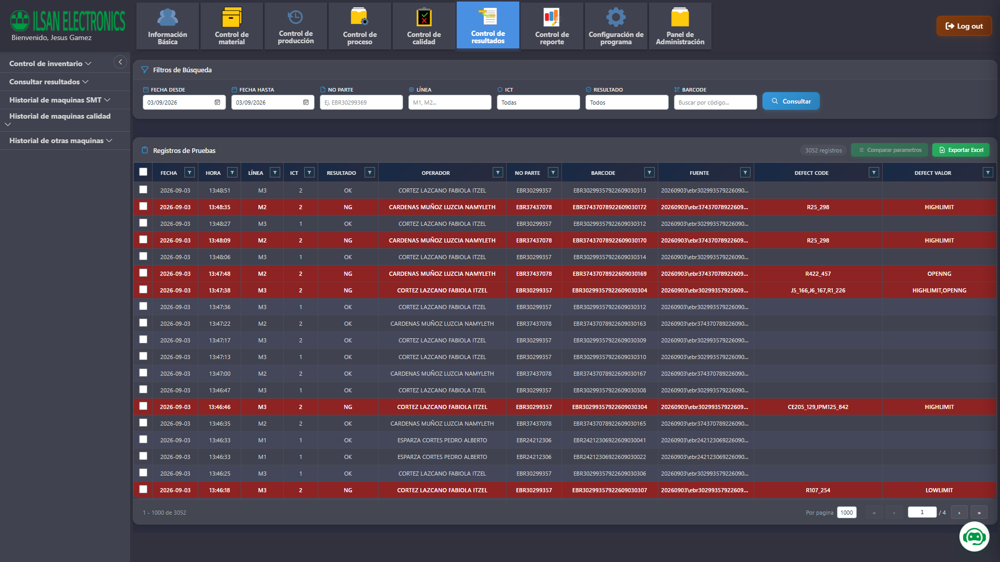 ILSAN ELECTRONICS
Bienvenido, Jesus Gamez
Información Básica
Control de material
Control de producción
Control de proceso
Control de calidad
Control de resultados
Control de reporte
Configuración de programa
Panel de Administración
Log out
Control de inventario
Consultar resultados
Historial de maquinas SMT
Historial de maquinas calidad
Historial de otras maquinas
Filtros de Búsqueda
FECHA DESDE FECHA HASTA NO PARTE LÍNEA ICT RESULTADO BARCODE
03/09/2026 03/09/2026 Ej. EBR30299369 M1, M2... Todas Todos Buscar por código... Consultar
Registros de Pruebas 3052 registros Comparar parametros Exportar Excel
FECHA HORA LÍNEA ICT RESULTADO OPERADOR NO PARTE BARCODE FUENTE DEFECT CODE DEFECT VALOR
2026-09-03 13:48:51 M3 2 OK CORTEZ LAZCANO FABIOLA ITZEL EBR30299357 EBR30299357922609030313 20260903\ebr302993579226090...
2026-09-03 13:48:35 M2 2 NG CARDENAS MUÑOZ LUZCIA NAMYLETH EBR37437078 EBR37437078922609030172 20260903\ebr37437078922609... R25_298 HIGHLIMIT
2026-09-03 13:48:27 M3 1 OK CORTEZ LAZCANO FABIOLA ITZEL EBR30299357 EBR30299357922609030312 20260903\ebr302993579226090...
2026-09-03 13:48:09 M2 2 NG CARDENAS MUÑOZ LUZCIA NAMYLETH EBR37437078 EBR37437078922609030170 20260903\ebr37437078922609... R25_298 HIGHLIMIT
2026-09-03 13:48:06 M3 1 OK CORTEZ LAZCANO FABIOLA ITZEL EBR30299357 EBR30299357922609030314 20260903\ebr302993579226090...
2026-09-03 13:47:48 M2 2 NG CARDENAS MUÑOZ LUZCIA NAMYLETH EBR37437078 EBR37437078922609030169 20260903\ebr37437078922609... R422_457 OPENNG
2026-09-03 13:47:38 M3 2 NG CORTEZ LAZCANO FABIOLA ITZEL EBR30299357 EBR30299357922609030304 20260903\ebr30299357922609... J5_166,J6_167,R1_226 HIGHLIMIT,OPENNG
2026-09-03 13:47:36 M3 1 OK CORTEZ LAZCANO FABIOLA ITZEL EBR30299357 EBR30299357922609030312 20260903\ebr302993579226090...
2026-09-03 13:47:22 M2 2 OK CARDENAS MUÑOZ LUZCIA NAMYLETH EBR37437078 EBR37437078922609030163 20260903\ebr374370789226090...
2026-09-03 13:47:17 M3 2 OK CORTEZ LAZCANO FABIOLA ITZEL EBR30299357 EBR30299357922609030309 20260903\ebr302993579226090...
2026-09-03 13:47:13 M3 1 OK CORTEZ LAZCANO FABIOLA ITZEL EBR30299357 EBR30299357922609030310 20260903\ebr302993579226090...
2026-09-03 13:47:00 M2 2 OK CARDENAS MUÑOZ LUZCIA NAMYLETH EBR37437078 EBR37437078922609030167 20260903\ebr374370789226090...
2026-09-03 13:46:47 M3 1 OK CORTEZ LAZCANO FABIOLA ITZEL EBR30299357 EBR30299357922609030308 20260903\ebr302993579226090...
2026-09-03 13:46:46 M3 2 NG CORTEZ LAZCANO FABIOLA ITZEL EBR30299357 EBR30299357922609030304 20260903\ebr30299357922609... CE205_129,IPM125_842 HIGHLIMIT
2026-09-03 13:46:35 M2 2 OK CARDENAS MUÑOZ LUZCIA NAMYLETH EBR37437078 EBR37437078922609030165 20260903\ebr374370789226090...
2026-09-03 13:46:33 M1 1 OK ESPARZA CORTES PEDRO ALBERTO EBR24212306 EBR24212306922609030041 20260903\ebr242123069226090...
2026-09-03 13:46:33 M1 1 OK ESPARZA CORTES PEDRO ALBERTO EBR24212306 EBR24212306922609030022 20260903\ebr242123069226090...
2026-09-03 13:46:25 M3 1 OK CORTEZ LAZCANO FABIOLA ITZEL EBR30299357 EBR30299357922609030306 20260903\ebr302993579226090...
2026-09-03 13:46:18 M3 2 NG CORTEZ LAZCANO FABIOLA ITZEL EBR30299357 EBR30299357922609030307 20260903\ebr30299357922609... R107_254 LOWLIMIT
1 - 1000 de 3052 Por pagina 1000 « ‹ 1 / 4 › »